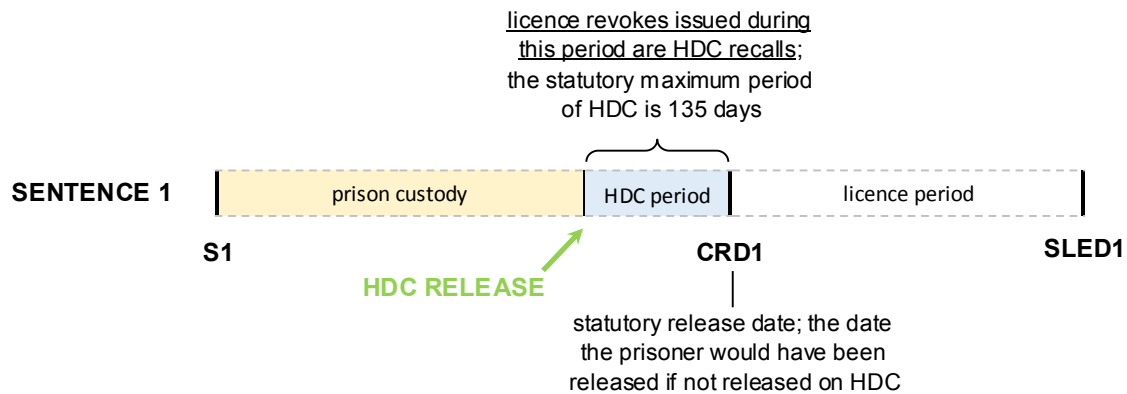 licence revokes issued during
this period are HDC recalls;
the statutory maximum period
of HDC is 135 days
SENTENCE 1
prison custody
HDC period
licence period
S1
CRD1
SLED1
HDC RELEASE
statutory release date; the date
the prisoner would have been
released if not released on HDC